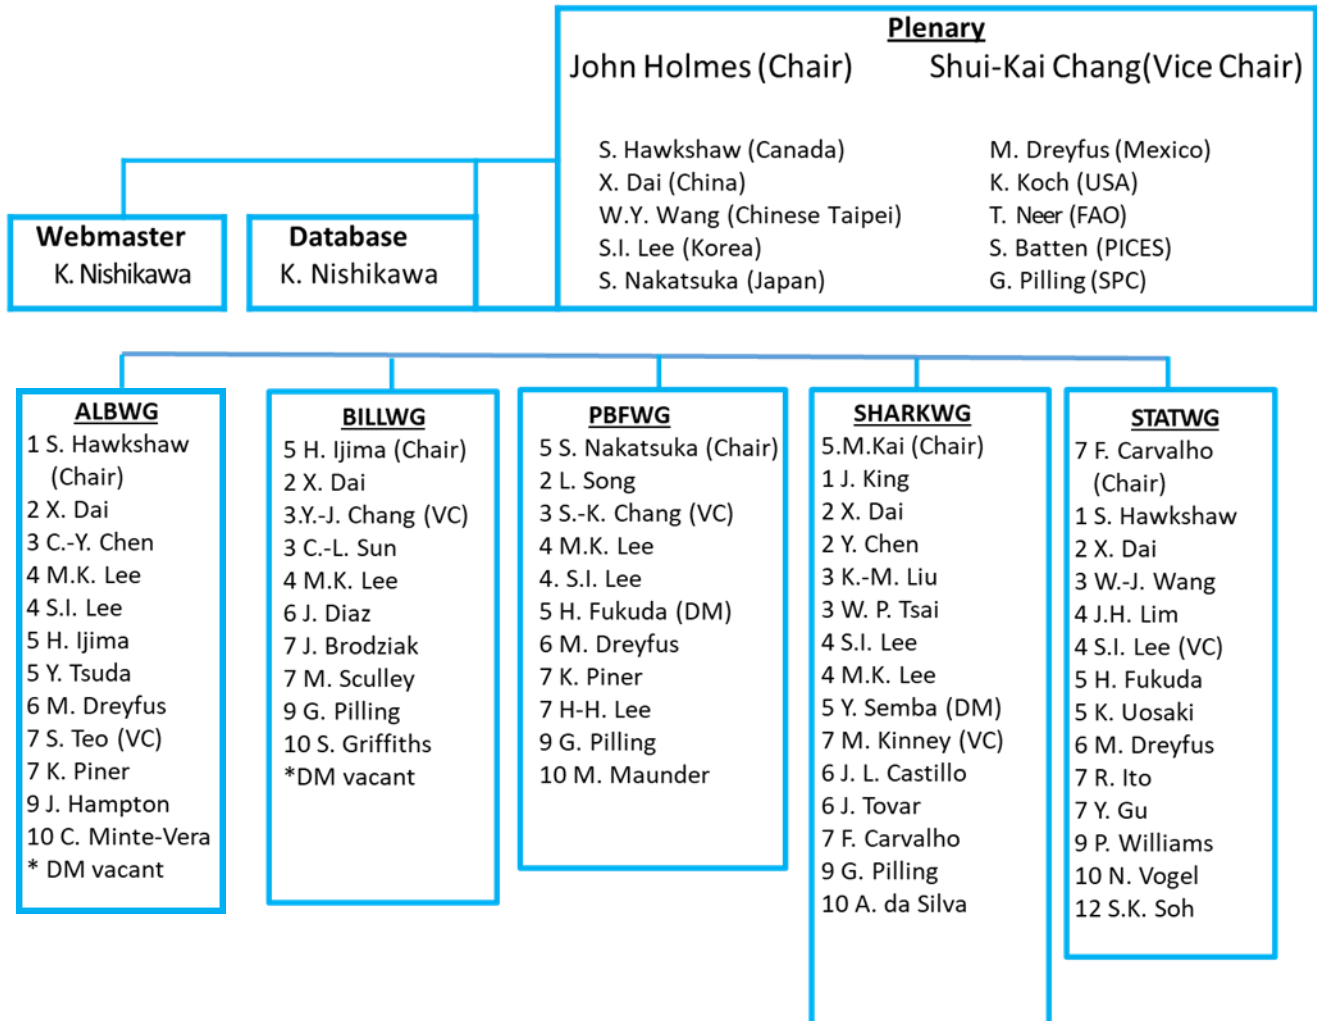 Plenary
John Holmes (Chair) Shui-Kai Chang(Vice Chair)
S. Hawkshaw (Canada) M. Dreyfus (Mexico)
X. Dai (China) K. Koch (USA)
W.Y. Wang (Chinese Taipei) T. Neer (FAO)
S.I. Lee (Korea) S. Batten (PICES)
S. Nakatsuka (Japan) G. Pilling (SPC)
Webmaster
K. Nishikawa
Database
K. Nishikawa
ALBWG
1 S. Hawkshaw
(Chair)
2 X. Dai
3 C.-Y. Chen
4 M.K. Lee
4 S.I. Lee
5 H. Ijima
5 Y. Tsuda
6 M. Dreyfus
7 S. Teo (VC)
7 K. Piner
9 J. Hampton
10 C. Minte-Vera
* DM vacant
BILLWG
5 H. Ijima (Chair)
2 X. Dai
3.Y.-J. Chang (VC)
3 C.-L. Sun
4 M.K. Lee
6 J. Diaz
7 J. Brodziak
7 M. Sculley
9 G. Pilling
10 S. Griffiths
*DM vacant
PBFWG
5 S. Nakatsuka (Chair)
2 L. Song
3 S.-K. Chang (VC)
4 M.K. Lee
4. S.I. Lee
5 H. Fukuda (DM)
6 M. Dreyfus
7 K. Piner
7 H-H. Lee
9 G. Pilling
10 M. Maunder
SHARKWG
5.M.Kai (Chair)
1 J. King
2 X. Dai
2 Y. Chen
3 K.-M. Liu
3 W. P. Tsai
4 S.I. Lee
4 M.K. Lee
5 Y. Semba (DM)
7 M. Kinney (VC)
6 J. L. Castillo
6 J. Tovar
7 F. Carvalho
9 G. Pilling
10 A. da Silva
STATWG
7 F. Carvalho
(Chair)
1 S. Hawkshaw
2 X. Dai
3 W.-J. Wang
4 J.H. Lim
4 S.I. Lee (VC)
5 H. Fukuda
5 K. Uosaki
6 M. Dreyfus
7 R. Ito
7 Y. Gu
9 P. Williams
10 N. Vogel
12 S.K. Soh